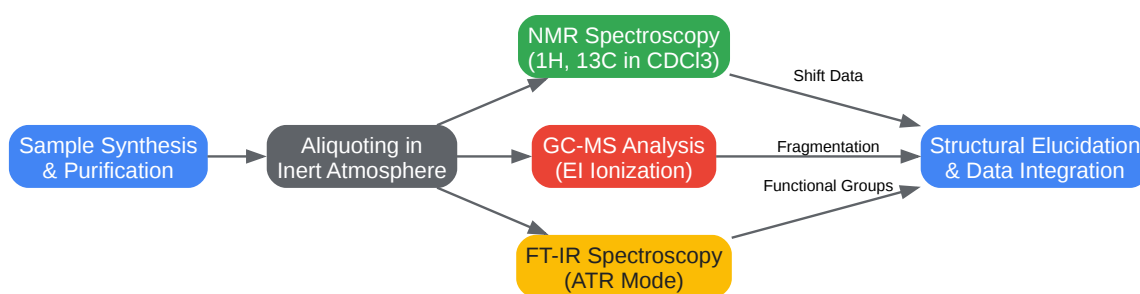 Sample Synthesis
& Purification
Aliquoting in
Inert Atmosphere
NMR Spectroscopy
(1H, 13C in CDCl3)
GC-MS Analysis
(EI Ionization)
FT-IR Spectroscopy
(ATR Mode)
Shift Data
Fragmentation
Functional Groups
Structural Elucidation
& Data Integration